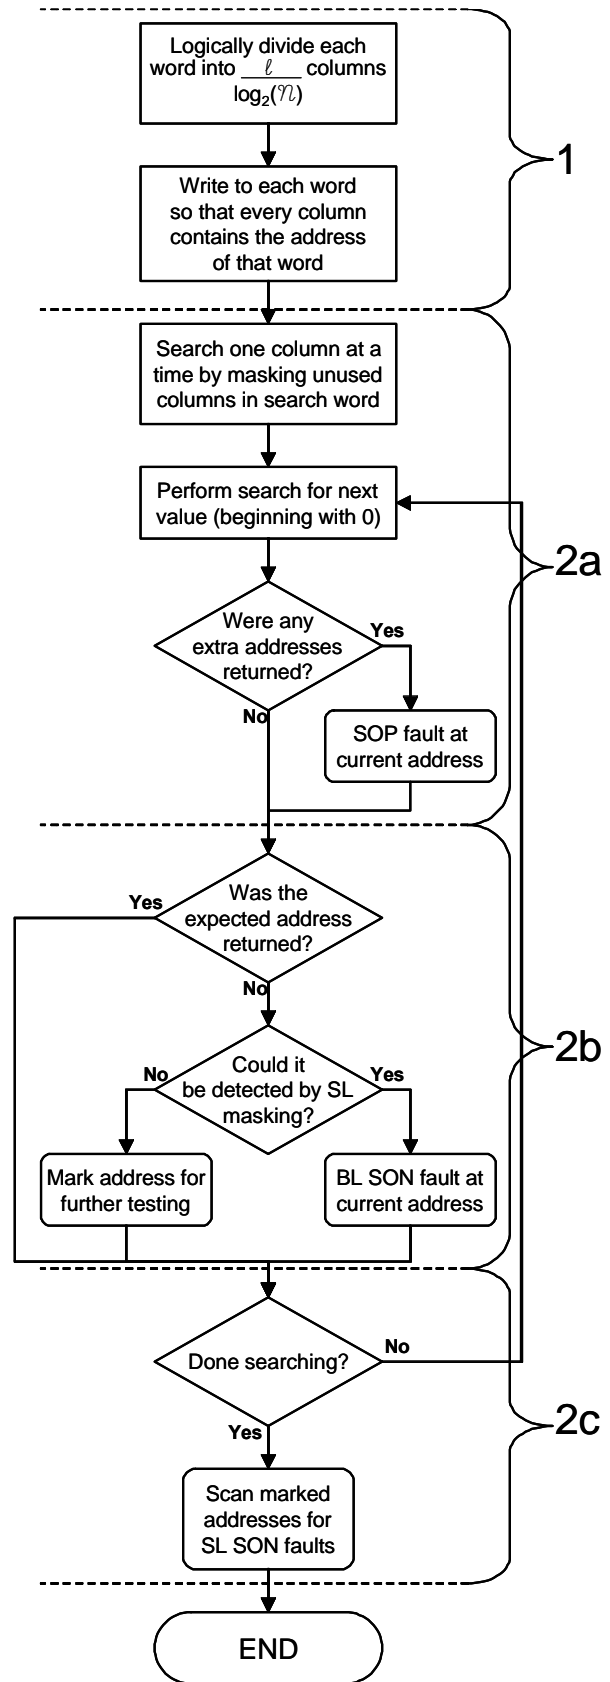 Logically divide each
word into ℓ columns
log₂(𝒩)
1
Write to each word
so that every column
contains the address
of that word
Search one column at a
time by masking unused
columns in search word
Perform search for next
value (beginning with 0)
2a
Were any
extra addresses
returned?
Yes
No
SOP fault at
current address
Was the
expected address
returned?
Yes
No
2b
Could it
be detected by SL
masking?
No
Yes
Mark address for
further testing
BL SON fault at
current address
Done searching?
No
Yes
2c
Scan marked
addresses for
SL SON faults
END